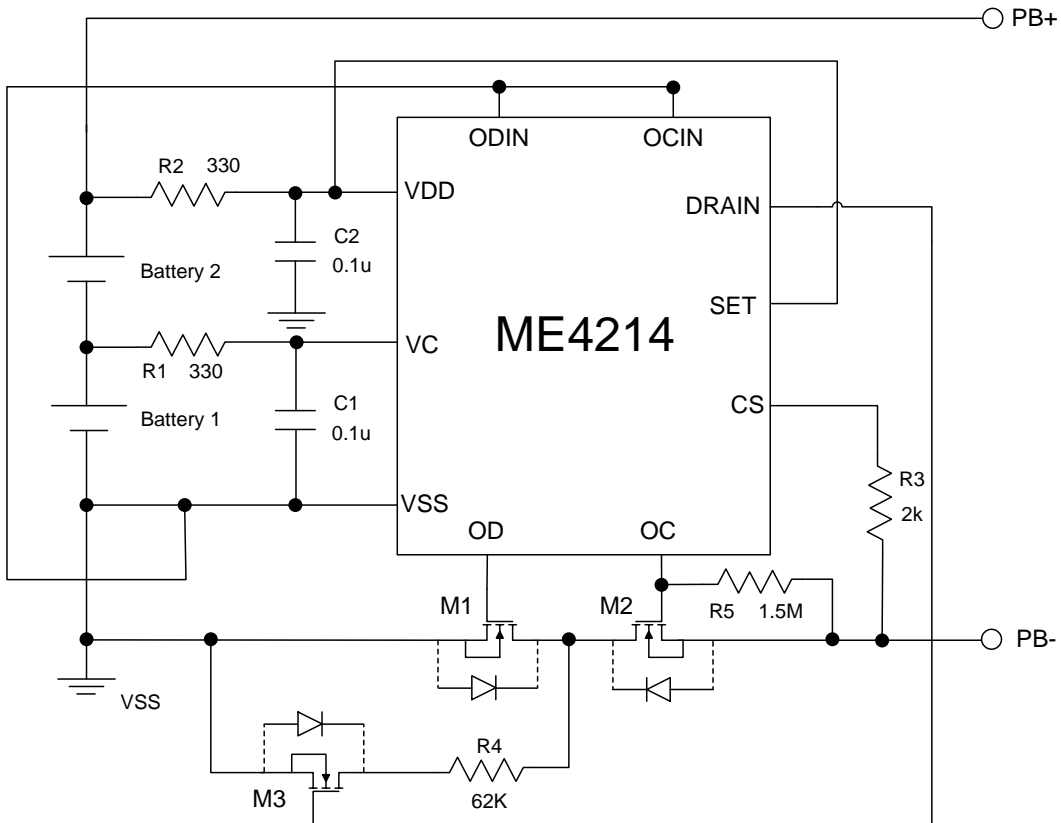 PB+
ODIN
OCIN
R2 330
VDD
DRAIN
C2
0.1u
Battery 2
SET
ME4214
VC
R1 330
C1
0.1u
Battery 1
CS
R3
2k
VSS
OD
OC
M1
M2
R5 1.5M
PB-
VSS
R4
62K
M3